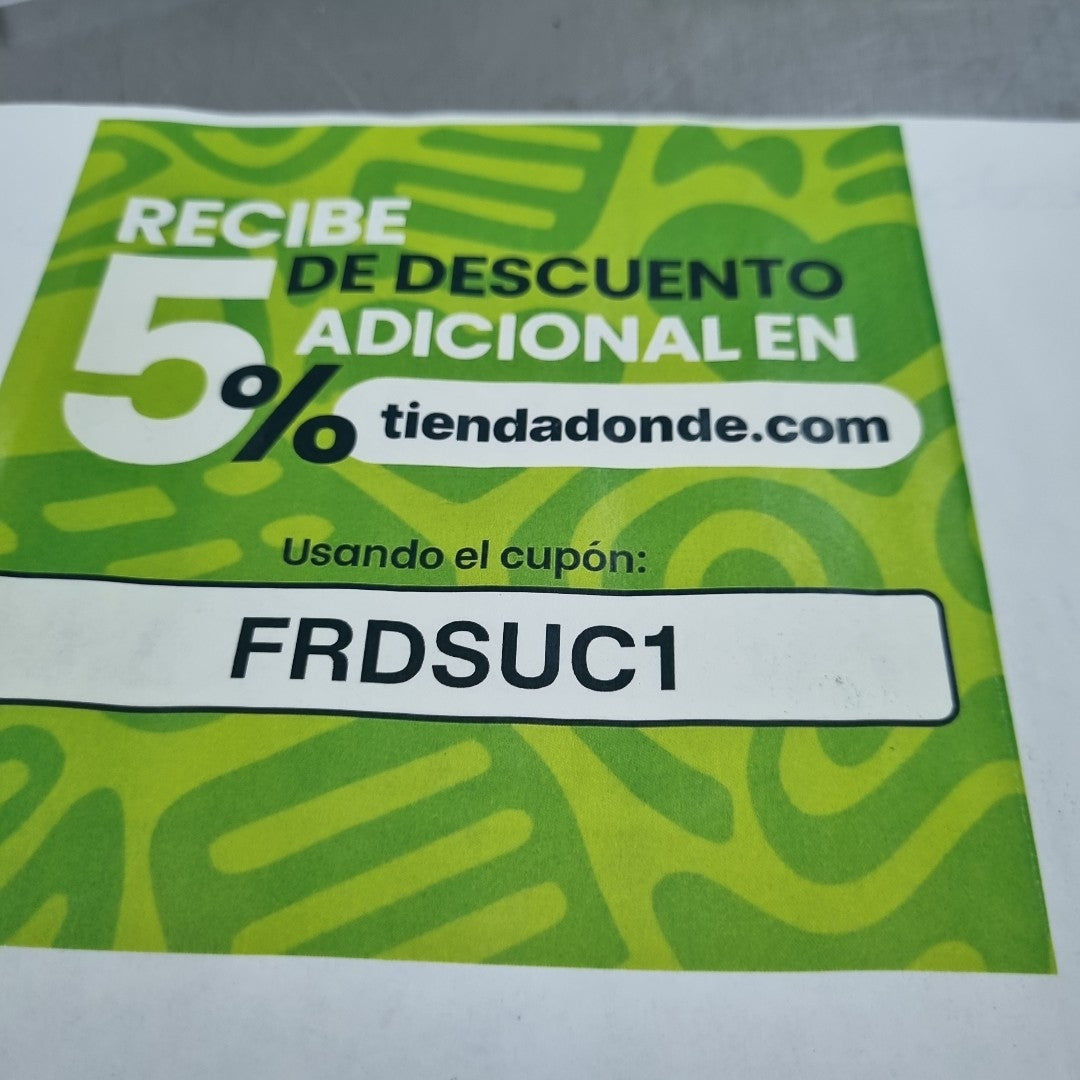 RECIBE
5% DE DESCUENTO
ADICIONAL EN
tiendadonde.com
Usando el cupón:
FRDSUC1